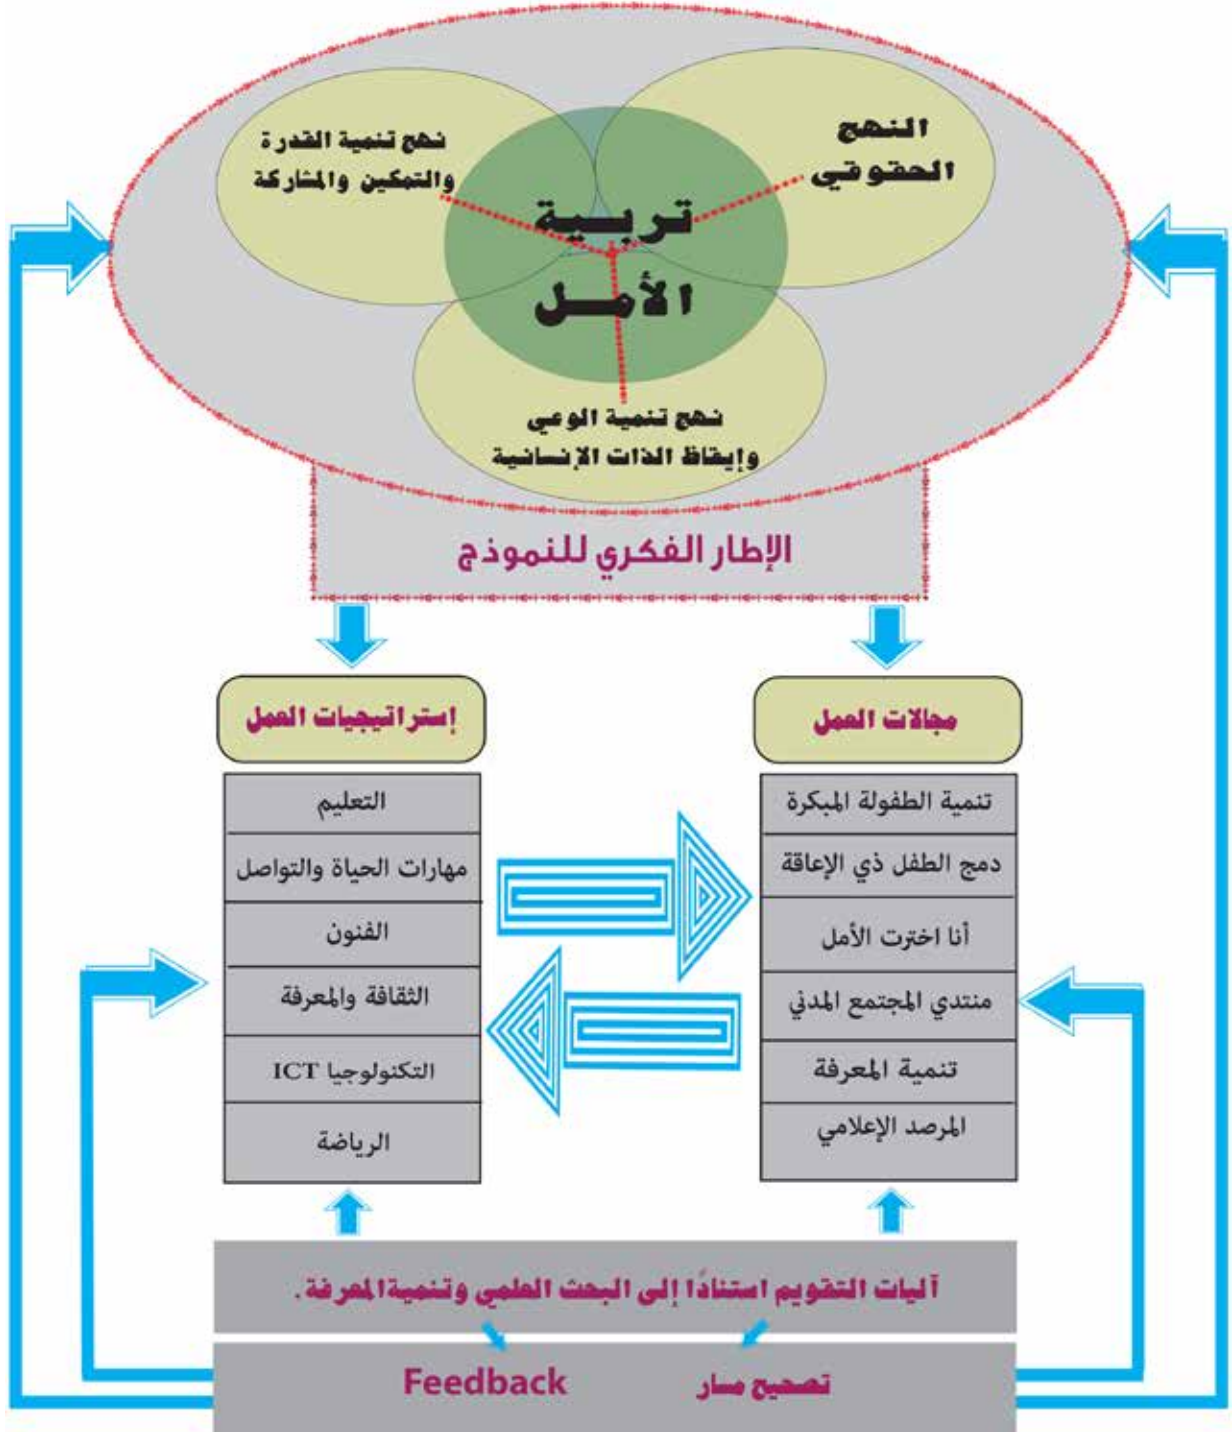 النهج
الحقوقي
نهج تنمية القدرة
والتمكين والمشاركة
تربية
الأمل
نهج تنمية الوعي
وإيقاظ الذات الإنسانية
الإطار الفكري للنموذج
مجالات العمل
تنمية الطفولة المبكرة
دمج الطفل ذي الإعاقة
أنا اخترت الأمل
منتدي المجتمع المدني
تنمية المعرفة
المرصد الإعلامي
إستراتيجيات العمل
التعليم
مهارات الحياة والتواصل
الفنون
الثقافة والمعرفة
التكنولوجيا ICT
الرياضة
آليات التقويم استنادًا إلى البحث العلمي وتنمية المعرفة.
تصحيح مسار
Feedback